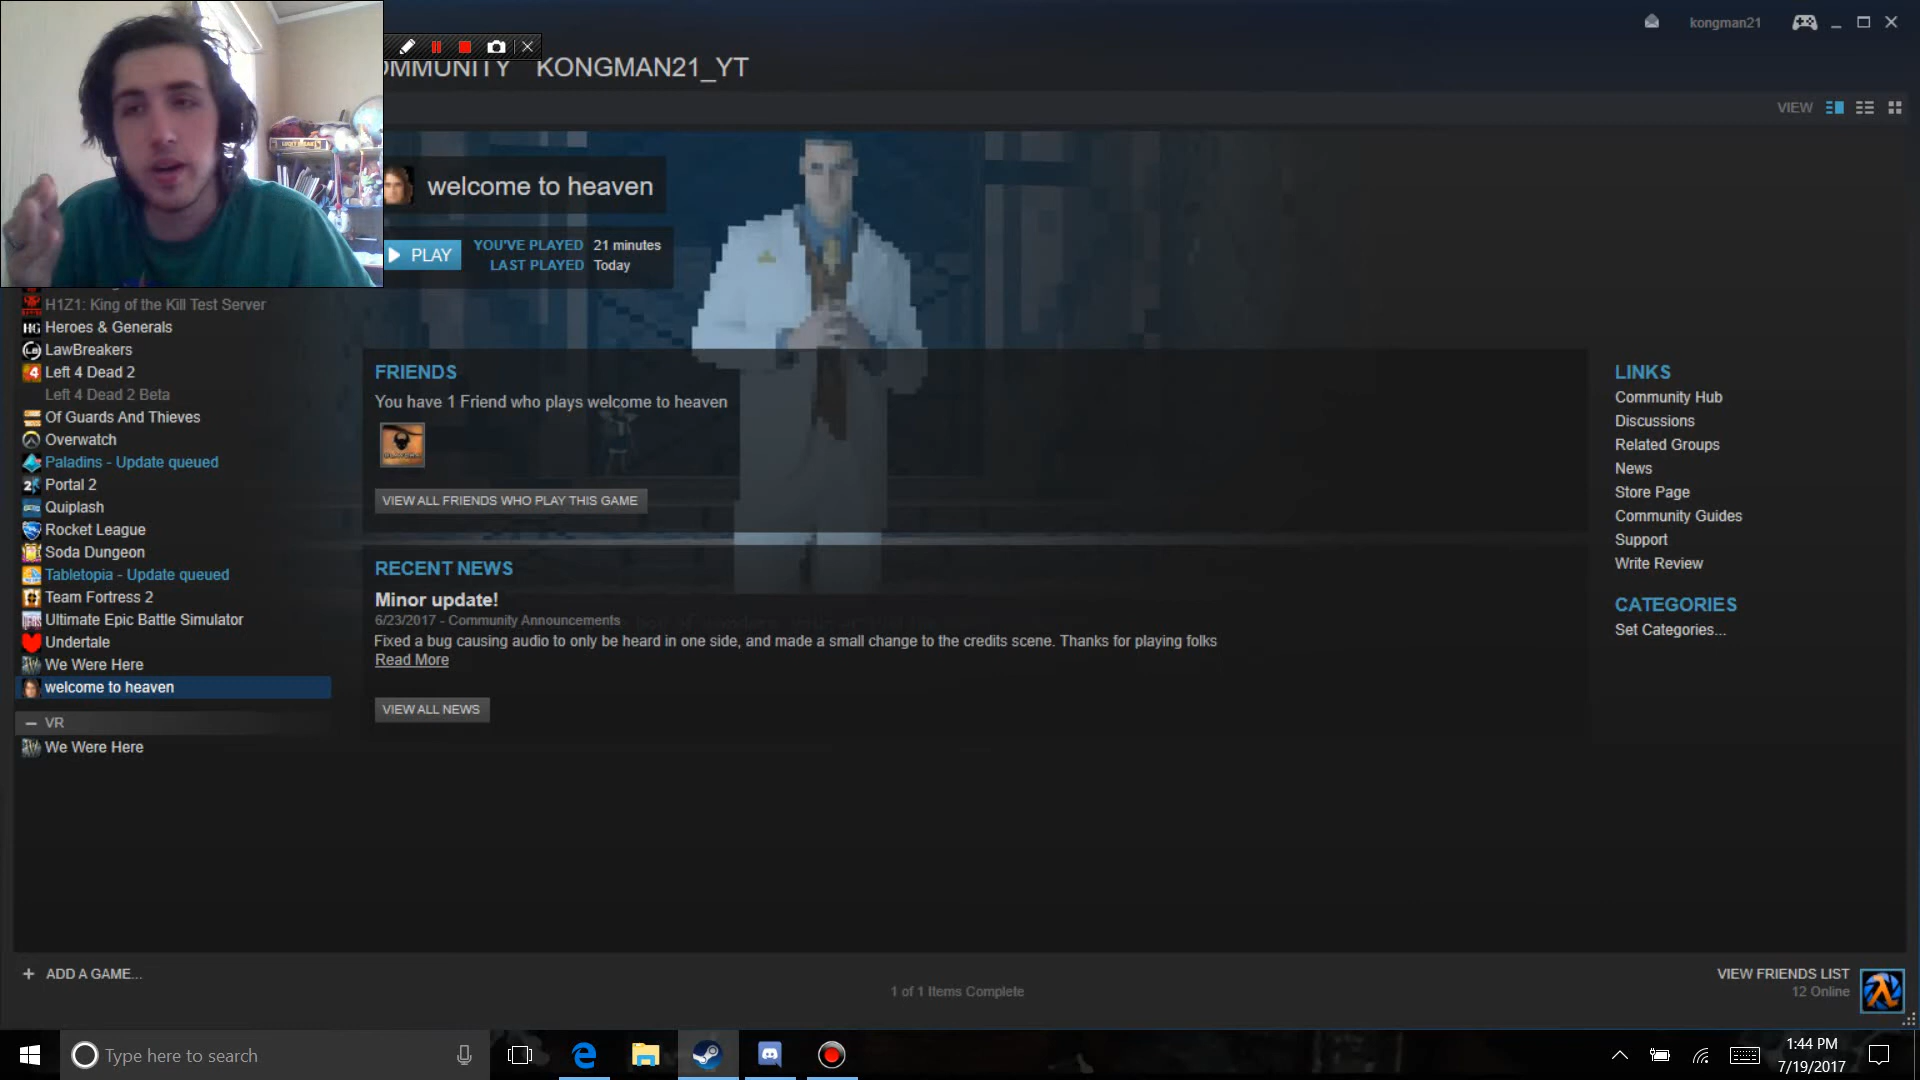 kongman21
OMMUNITY KONGMAN21_YT
VIEW
welcome to heaven
PLAY
YOU'VE PLAYED 21 minutes
LAST PLAYED Today
H1Z1: King of the Kill Test Server
HG Heroes & Generals
LawBreakers
Left 4 Dead 2
Left 4 Dead 2 Beta
Of Guards And Thieves
Overwatch
Paladins - Update queued
Portal 2
Quiplash
Rocket League
Soda Dungeon
Tabletopia - Update queued
Team Fortress 2
Ultimate Epic Battle Simulator
Undertale
We Were Here
welcome to heaven
VR
We Were Here
FRIENDS
You have 1 Friend who plays welcome to heaven
VIEW ALL FRIENDS WHO PLAY THIS GAME
RECENT NEWS
Minor update!
6/23/2017 - Community Announcements
Fixed a bug causing audio to only be heard in one side, and made a small change to the credits scene. Thanks for playing folks
Read More
VIEW ALL NEWS
LINKS
Community Hub
Discussions
Related Groups
News
Store Page
Community Guides
Support
Write Review
CATEGORIES
Set Categories...
+ ADD A GAME...
1 of 1 Items Complete
VIEW FRIENDS LIST
12 Online
Type here to search
1:44 PM
7/19/2017